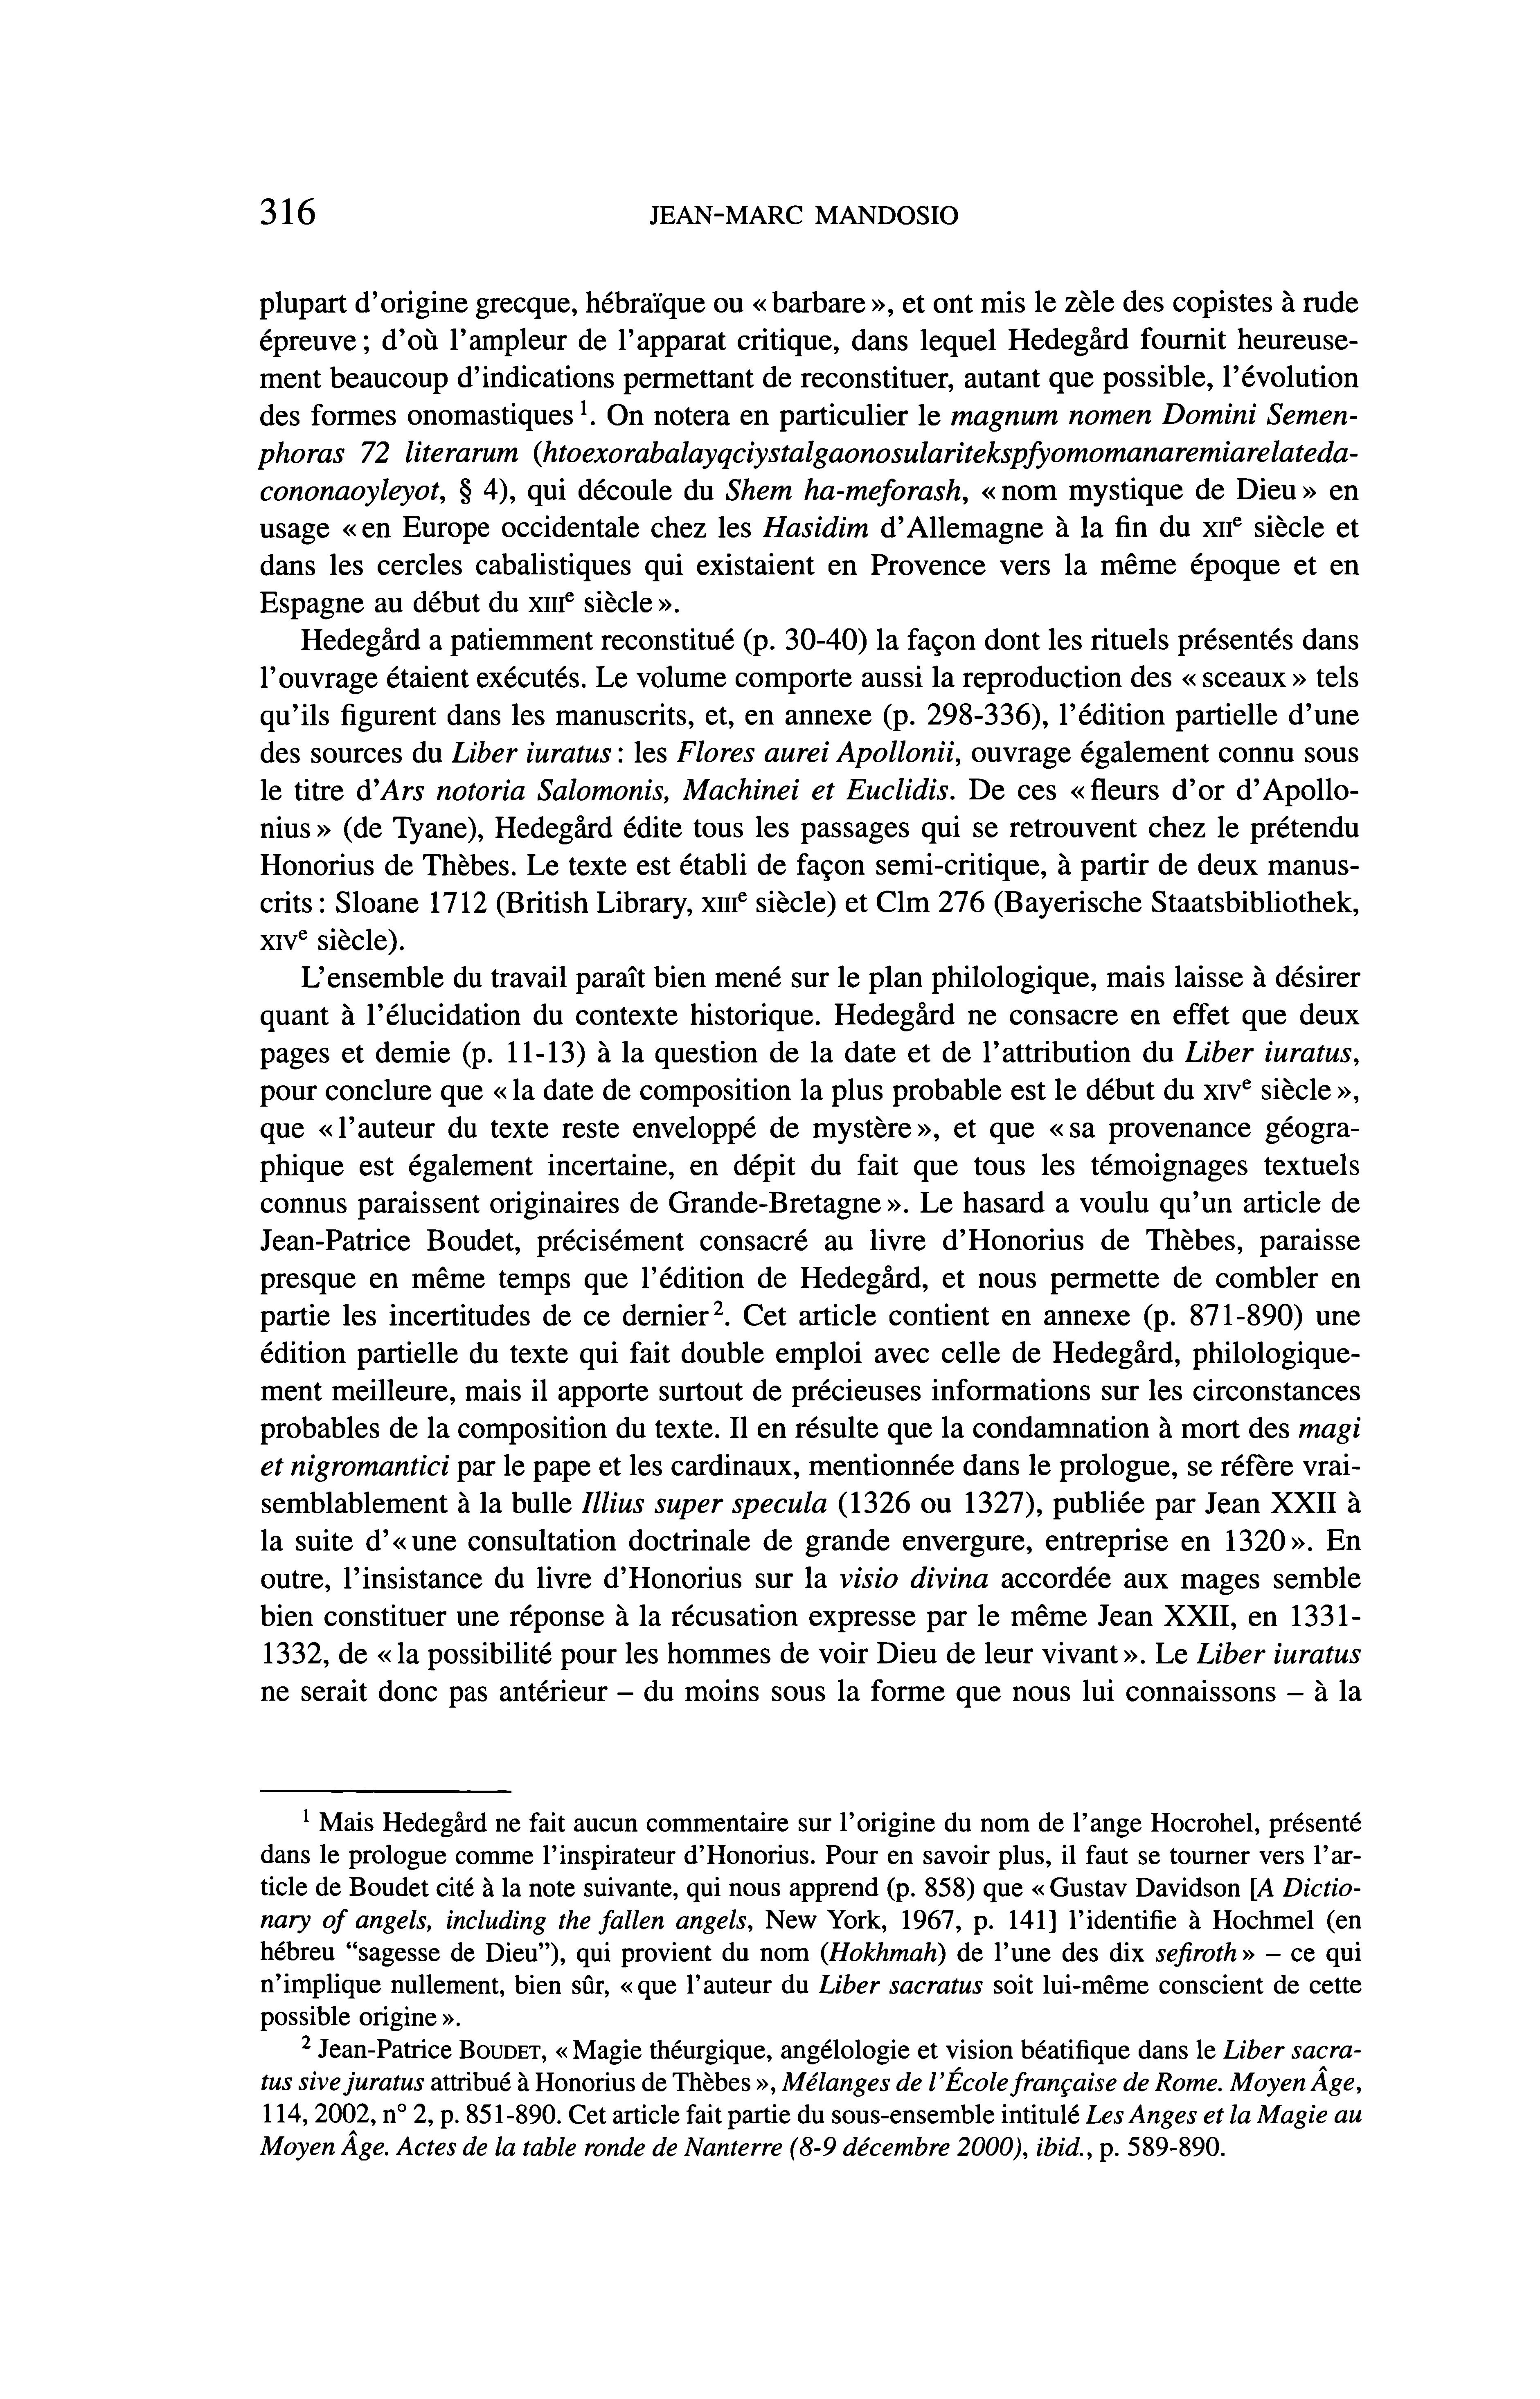 316
JEAN-MARC MANDOSIO
plupart d'origine grecque, hébraïque ou « barbare », et ont mis le zèle des copistes à rude
épreuve ; d'où l'ampleur de l'apparat critique, dans lequel Hedegård fournit heureuse-
ment beaucoup d'indications permettant de reconstituer, autant que possible, l'évolution
des formes onomastiques ¹. On notera en particulier le magnum nomen Domini Semen-
phoras 72 literarum (htoexorabalayqciystalgaonosularitekspfyomomanaremiarelateda-
cononaoyleyot, § 4), qui découle du Shem ha-meforash, « nom mystique de Dieu » en
usage « en Europe occidentale chez les Hasidim d'Allemagne à la fin du XIIe siècle et
dans les cercles cabalistiques qui existaient en Provence vers la même époque et en
Espagne au début du XIIIe siècle ».
Hedegård a patiemment reconstitué (p. 30-40) la façon dont les rituels présentés dans
l'ouvrage étaient exécutés. Le volume comporte aussi la reproduction des « sceaux » tels
qu'ils figurent dans les manuscrits, et, en annexe (p. 298-336), l'édition partielle d'une
des sources du Liber iuratus : les Flores aurei Apollonii, ouvrage également connu sous
le titre d'Ars notoria Salomonis, Machinei et Euclidis. De ces « fleurs d'or d'Apollo-
nius » (de Tyane), Hedegård édite tous les passages qui se retrouvent chez le prétendu
Honorius de Thèbes. Le texte est établi de façon semi-critique, à partir de deux manus-
crits : Sloane 1712 (British Library, XIIIe siècle) et Clm 276 (Bayerische Staatsbibliothek,
XIVe siècle).
L'ensemble du travail paraît bien mené sur le plan philologique, mais laisse à désirer
quant à l'élucidation du contexte historique. Hedegård ne consacre en effet que deux
pages et demie (p. 11-13) à la question de la date et de l'attribution du Liber iuratus,
pour conclure que « la date de composition la plus probable est le début du XIVe siècle »,
que « l'auteur du texte reste enveloppé de mystère », et que « sa provenance géogra-
phique est également incertaine, en dépit du fait que tous les témoignages textuels
connus paraissent originaires de Grande-Bretagne ». Le hasard a voulu qu'un article de
Jean-Patrice Boudet, précisément consacré au livre d'Honorius de Thèbes, paraisse
presque en même temps que l'édition de Hedegård, et nous permette de combler en
partie les incertitudes de ce dernier ². Cet article contient en annexe (p. 871-890) une
édition partielle du texte qui fait double emploi avec celle de Hedegård, philologique-
ment meilleure, mais il apporte surtout de précieuses informations sur les circonstances
probables de la composition du texte. Il en résulte que la condamnation à mort des magi
et nigromantici par le pape et les cardinaux, mentionnée dans le prologue, se réfère vrai-
semblablement à la bulle Illius super specula (1326 ou 1327), publiée par Jean XXII à
la suite d'« une consultation doctrinale de grande envergure, entreprise en 1320 ». En
outre, l'insistance du livre d'Honorius sur la visio divina accordée aux mages semble
bien constituer une réponse à la récusation expresse par le même Jean XXII, en 1331-
1332, de « la possibilité pour les hommes de voir Dieu de leur vivant ». Le Liber iuratus
ne serait donc pas antérieur – du moins sous la forme que nous lui connaissons – à la
¹ Mais Hedegård ne fait aucun commentaire sur l'origine du nom de l'ange Hocrohel, présenté
dans le prologue comme l'inspirateur d'Honorius. Pour en savoir plus, il faut se tourner vers l'ar-
ticle de Boudet cité à la note suivante, qui nous apprend (p. 858) que « Gustav Davidson [A Dictio-
nary of angels, including the fallen angels, New York, 1967, p. 141] l'identifie à Hochmel (en
hébreu “sagesse de Dieu”), qui provient du nom (Hokhmah) de l'une des dix sefiroth » – ce qui
n'implique nullement, bien sûr, « que l'auteur du Liber sacratus soit lui-même conscient de cette
possible origine ».
² Jean-Patrice BOUDET, « Magie théurgique, angélologie et vision béatifique dans le Liber sacra-
tus sive juratus attribué à Honorius de Thèbes », Mélanges de l'École française de Rome. Moyen Âge,
114, 2002, n° 2, p. 851-890. Cet article fait partie du sous-ensemble intitulé Les Anges et la Magie au
Moyen Âge. Actes de la table ronde de Nanterre (8-9 décembre 2000), ibid., p. 589-890.